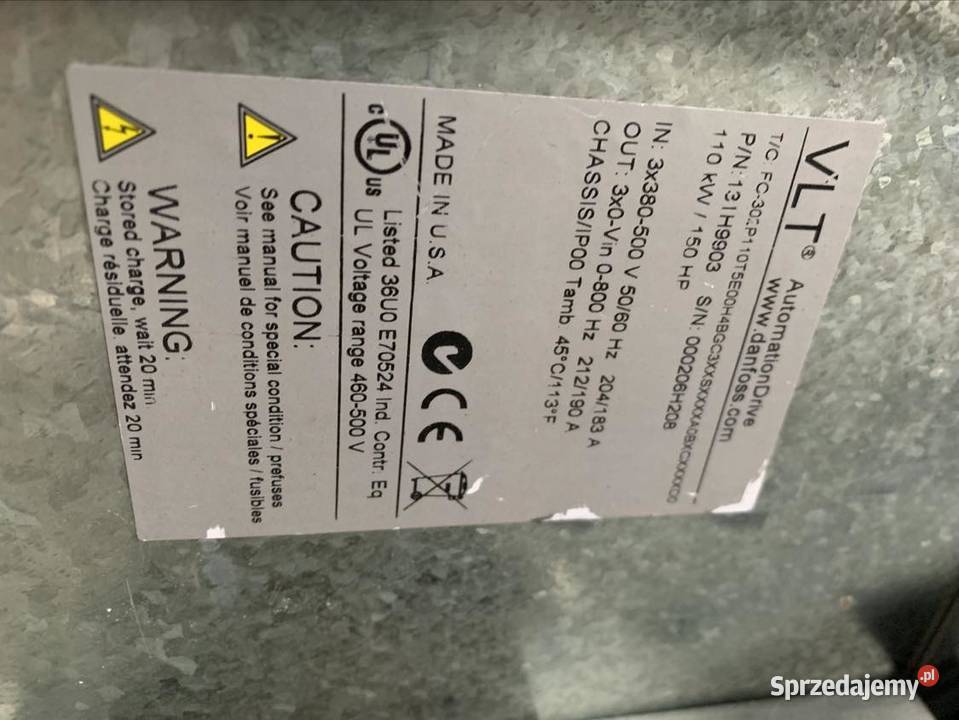 VLT® AutomationDrive
www.danfoss.com
T/C: FC-302P110T5E00H4BGC3XXSXXXXA0BXCXXXXD0
P/N: 131H9903 / S/N: 000206H208
110 kW / 150 HP
IN: 3x380-500 V 50/60 Hz 204/183 A
OUT: 3x0-Vin 0-800 Hz 212/190 A
CHASSIS/IP00 Tamb. 45°C/113°F
MADE IN U.S.A. CE
c UL us Listed 36U0 E70524 Ind. Contr. Eq
UL Voltage range 460-500 V
CAUTION:
See manual for special condition / prefuses
Voir manuel de conditions spéciales / fusibles
WARNING:
Stored charge, wait 20 min
Charge résiduelle, attendez 20 min
Sprzedajemy.pl